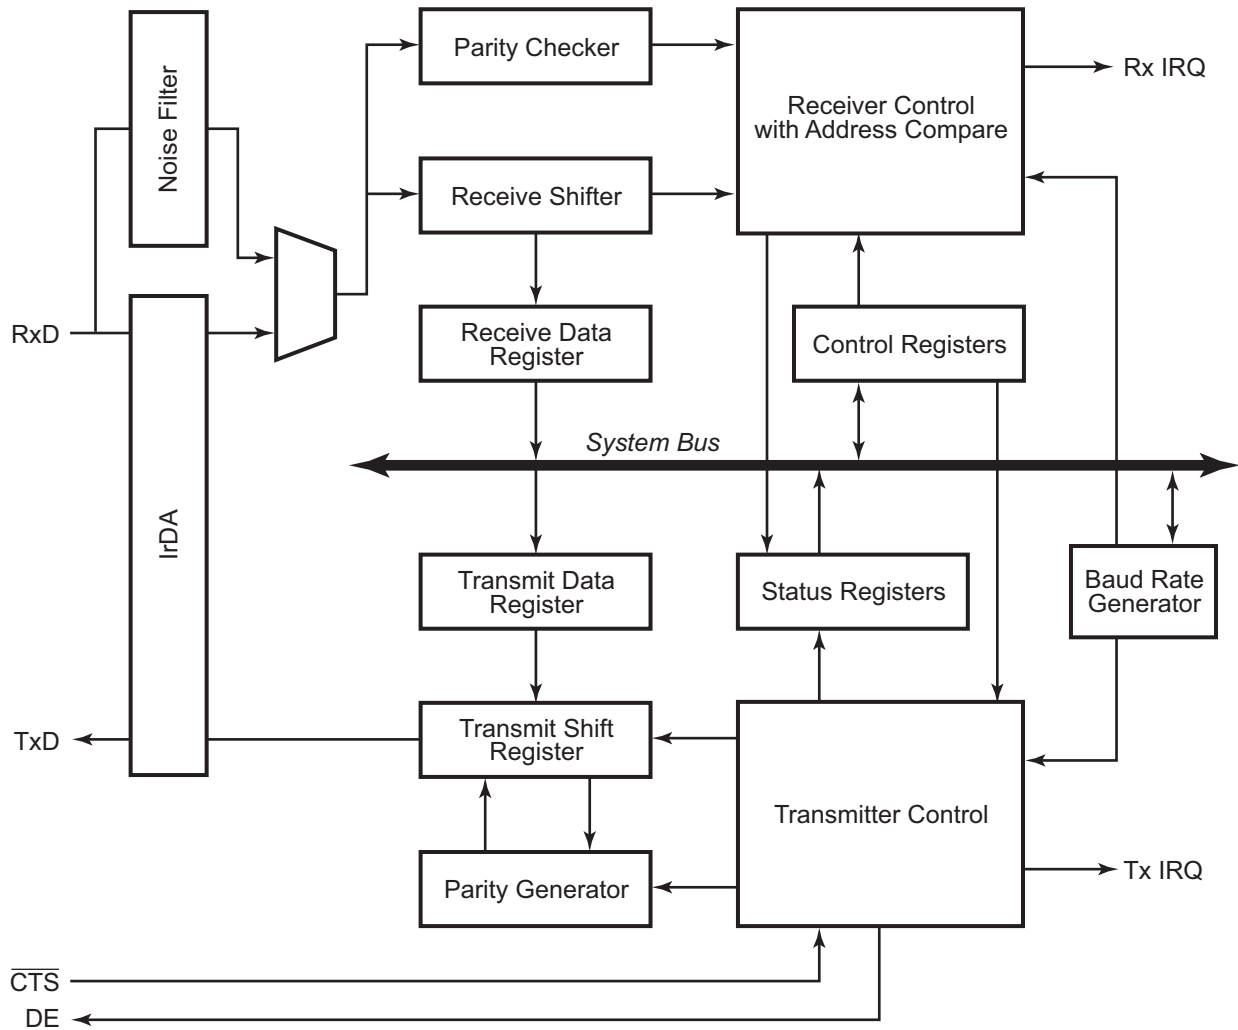 Parity Checker
Noise Filter
Receiver Control
with Address Compare
Rx IRQ
Receive Shifter
RxD
Receive Data
Register
Control Registers
System Bus
IrDA
Transmit Data
Register
Status Registers
Baud Rate
Generator
TxD
Transmit Shift
Register
Transmitter Control
Parity Generator
Tx IRQ
CTS
DE